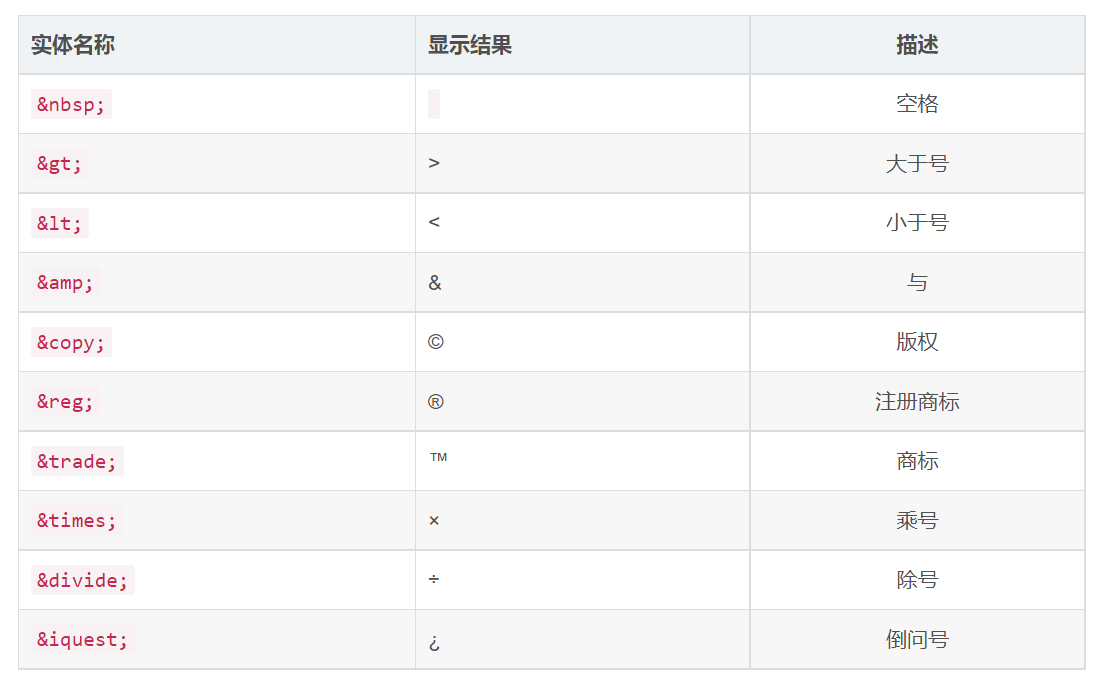 实体名称 显示结果 描述
&nbsp; 空格
&gt; > 大于号
&lt; < 小于号
&amp; & 与
&copy; © 版权
&reg; ® 注册商标
&trade; ™ 商标
&times; × 乘号
&divide; ÷ 除号
&iquest; ¿ 倒问号